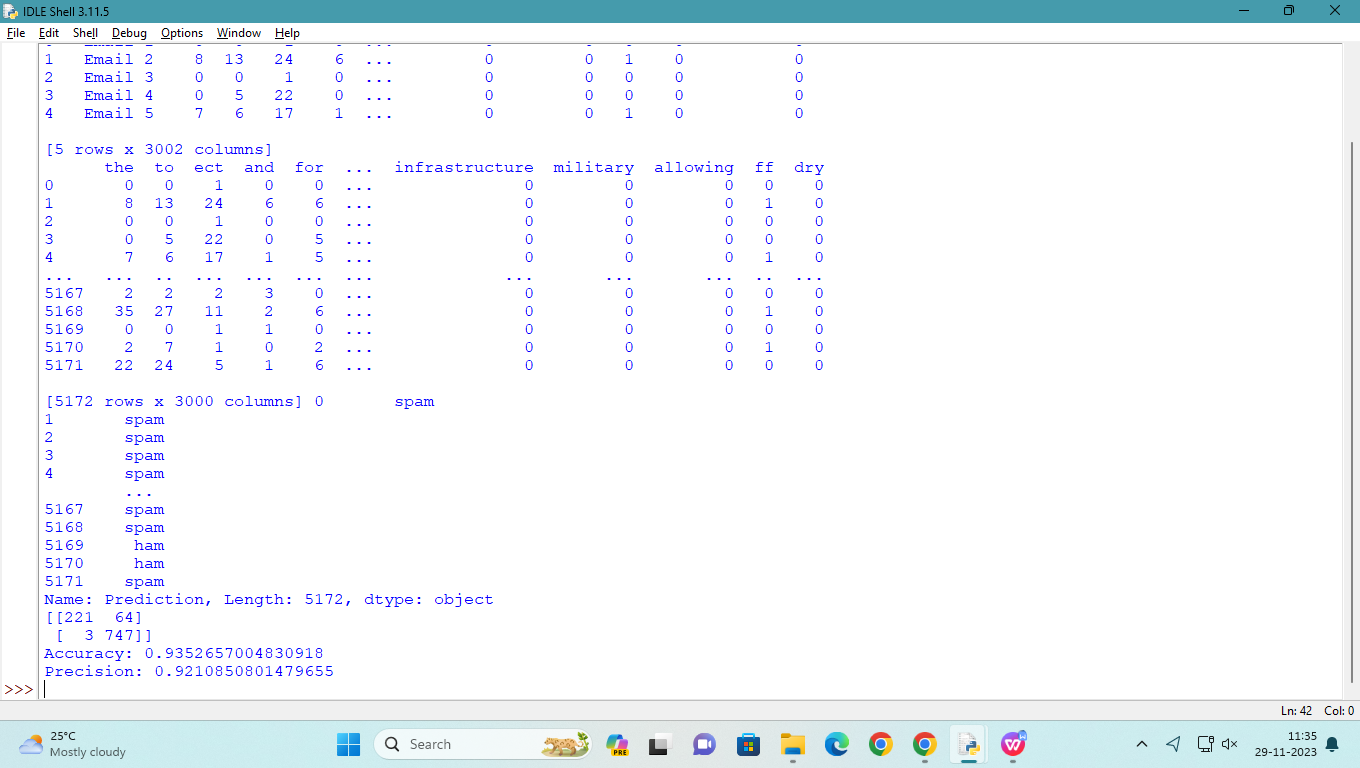 IDLE Shell 3.11.5
File Edit Shell Debug Options Window Help
1 Email 2 8 13 24 6 ... 0 0 1 0 0
2 Email 3 0 0 1 0 ... 0 0 0 0 0
3 Email 4 0 5 22 0 ... 0 0 0 0 0
4 Email 5 7 6 17 1 ... 0 0 1 0 0
[5 rows x 3002 columns]
the to ect and for ... infrastructure military allowing ff dry
0 0 0 1 0 0 ... 0 0 0 0 0
1 8 13 24 6 6 ... 0 0 0 1 0
2 0 0 1 0 0 ... 0 0 0 0 0
3 0 5 22 0 5 ... 0 0 0 0 0
4 7 6 17 1 5 ... 0 0 0 1 0
... ... .. ... ... ... ... ... ... ... .. ...
5167 2 2 2 3 0 ... 0 0 0 0 0
5168 35 27 11 2 6 ... 0 0 0 1 0
5169 0 0 1 1 0 ... 0 0 0 0 0
5170 2 7 1 0 2 ... 0 0 0 1 0
5171 22 24 5 1 6 ... 0 0 0 0 0
[5172 rows x 3000 columns] 0 spam
1 spam
2 spam
3 spam
4 spam
...
5167 spam
5168 spam
5169 ham
5170 ham
5171 spam
Name: Prediction, Length: 5172, dtype: object
[[221 64]
[ 3 747]]
Accuracy: 0.9352657004830918
Precision: 0.9210850801479655
>>>
Ln: 42 Col: 0
25°C
Mostly cloudy
Search
PRE
11:35
29-11-2023